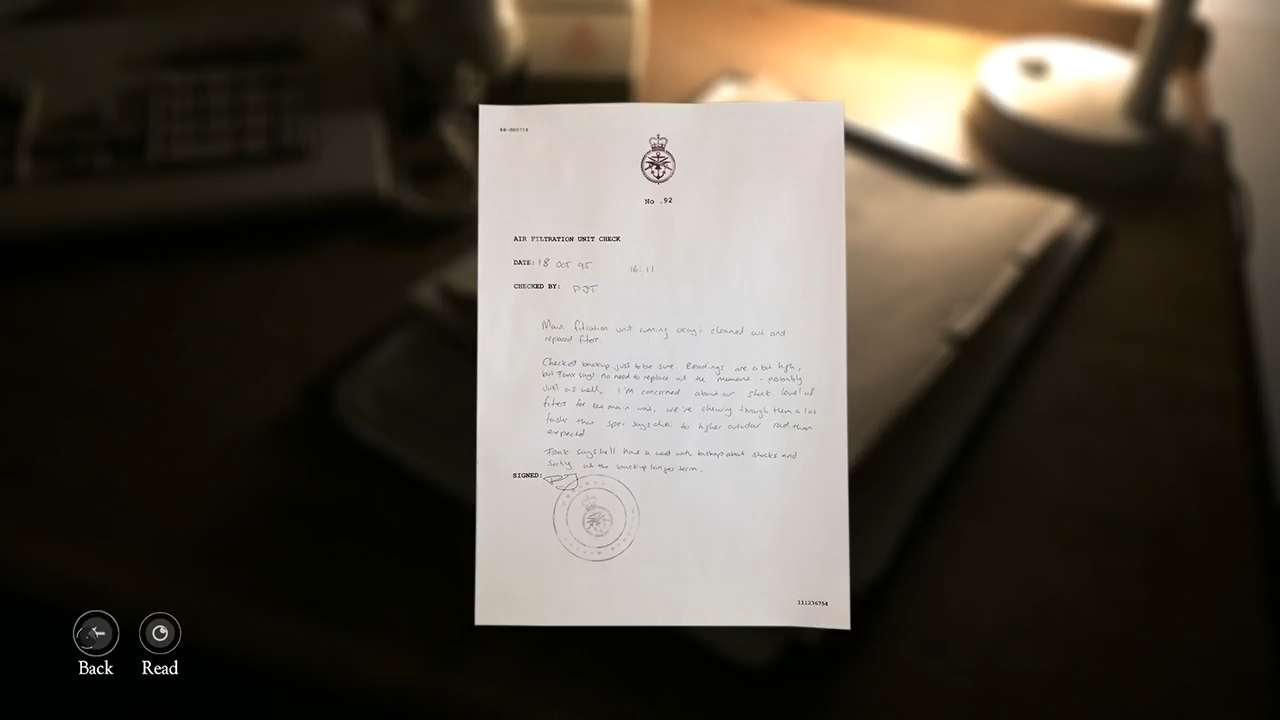 No .92
AIR FILTRATION UNIT CHECK
DATE: 18 OCT 95 16:11
CHECKED BY: PJT
Main filtration unit running okay, cleaned out and
replaced filter.
Checked backup just to be sure. Readings are a bit high,
but Frank says no need to replace at the moment - probably
just as well, I'm concerned about our stock level of
filters for the main unit, we're chewing through them a lot
faster than spec says due to higher outdoor rad than
expected
Frank says he'll have a word with bishop about stocks and
sorting out the backup longer term.
SIGNED: PJ
111236754
Back
Read